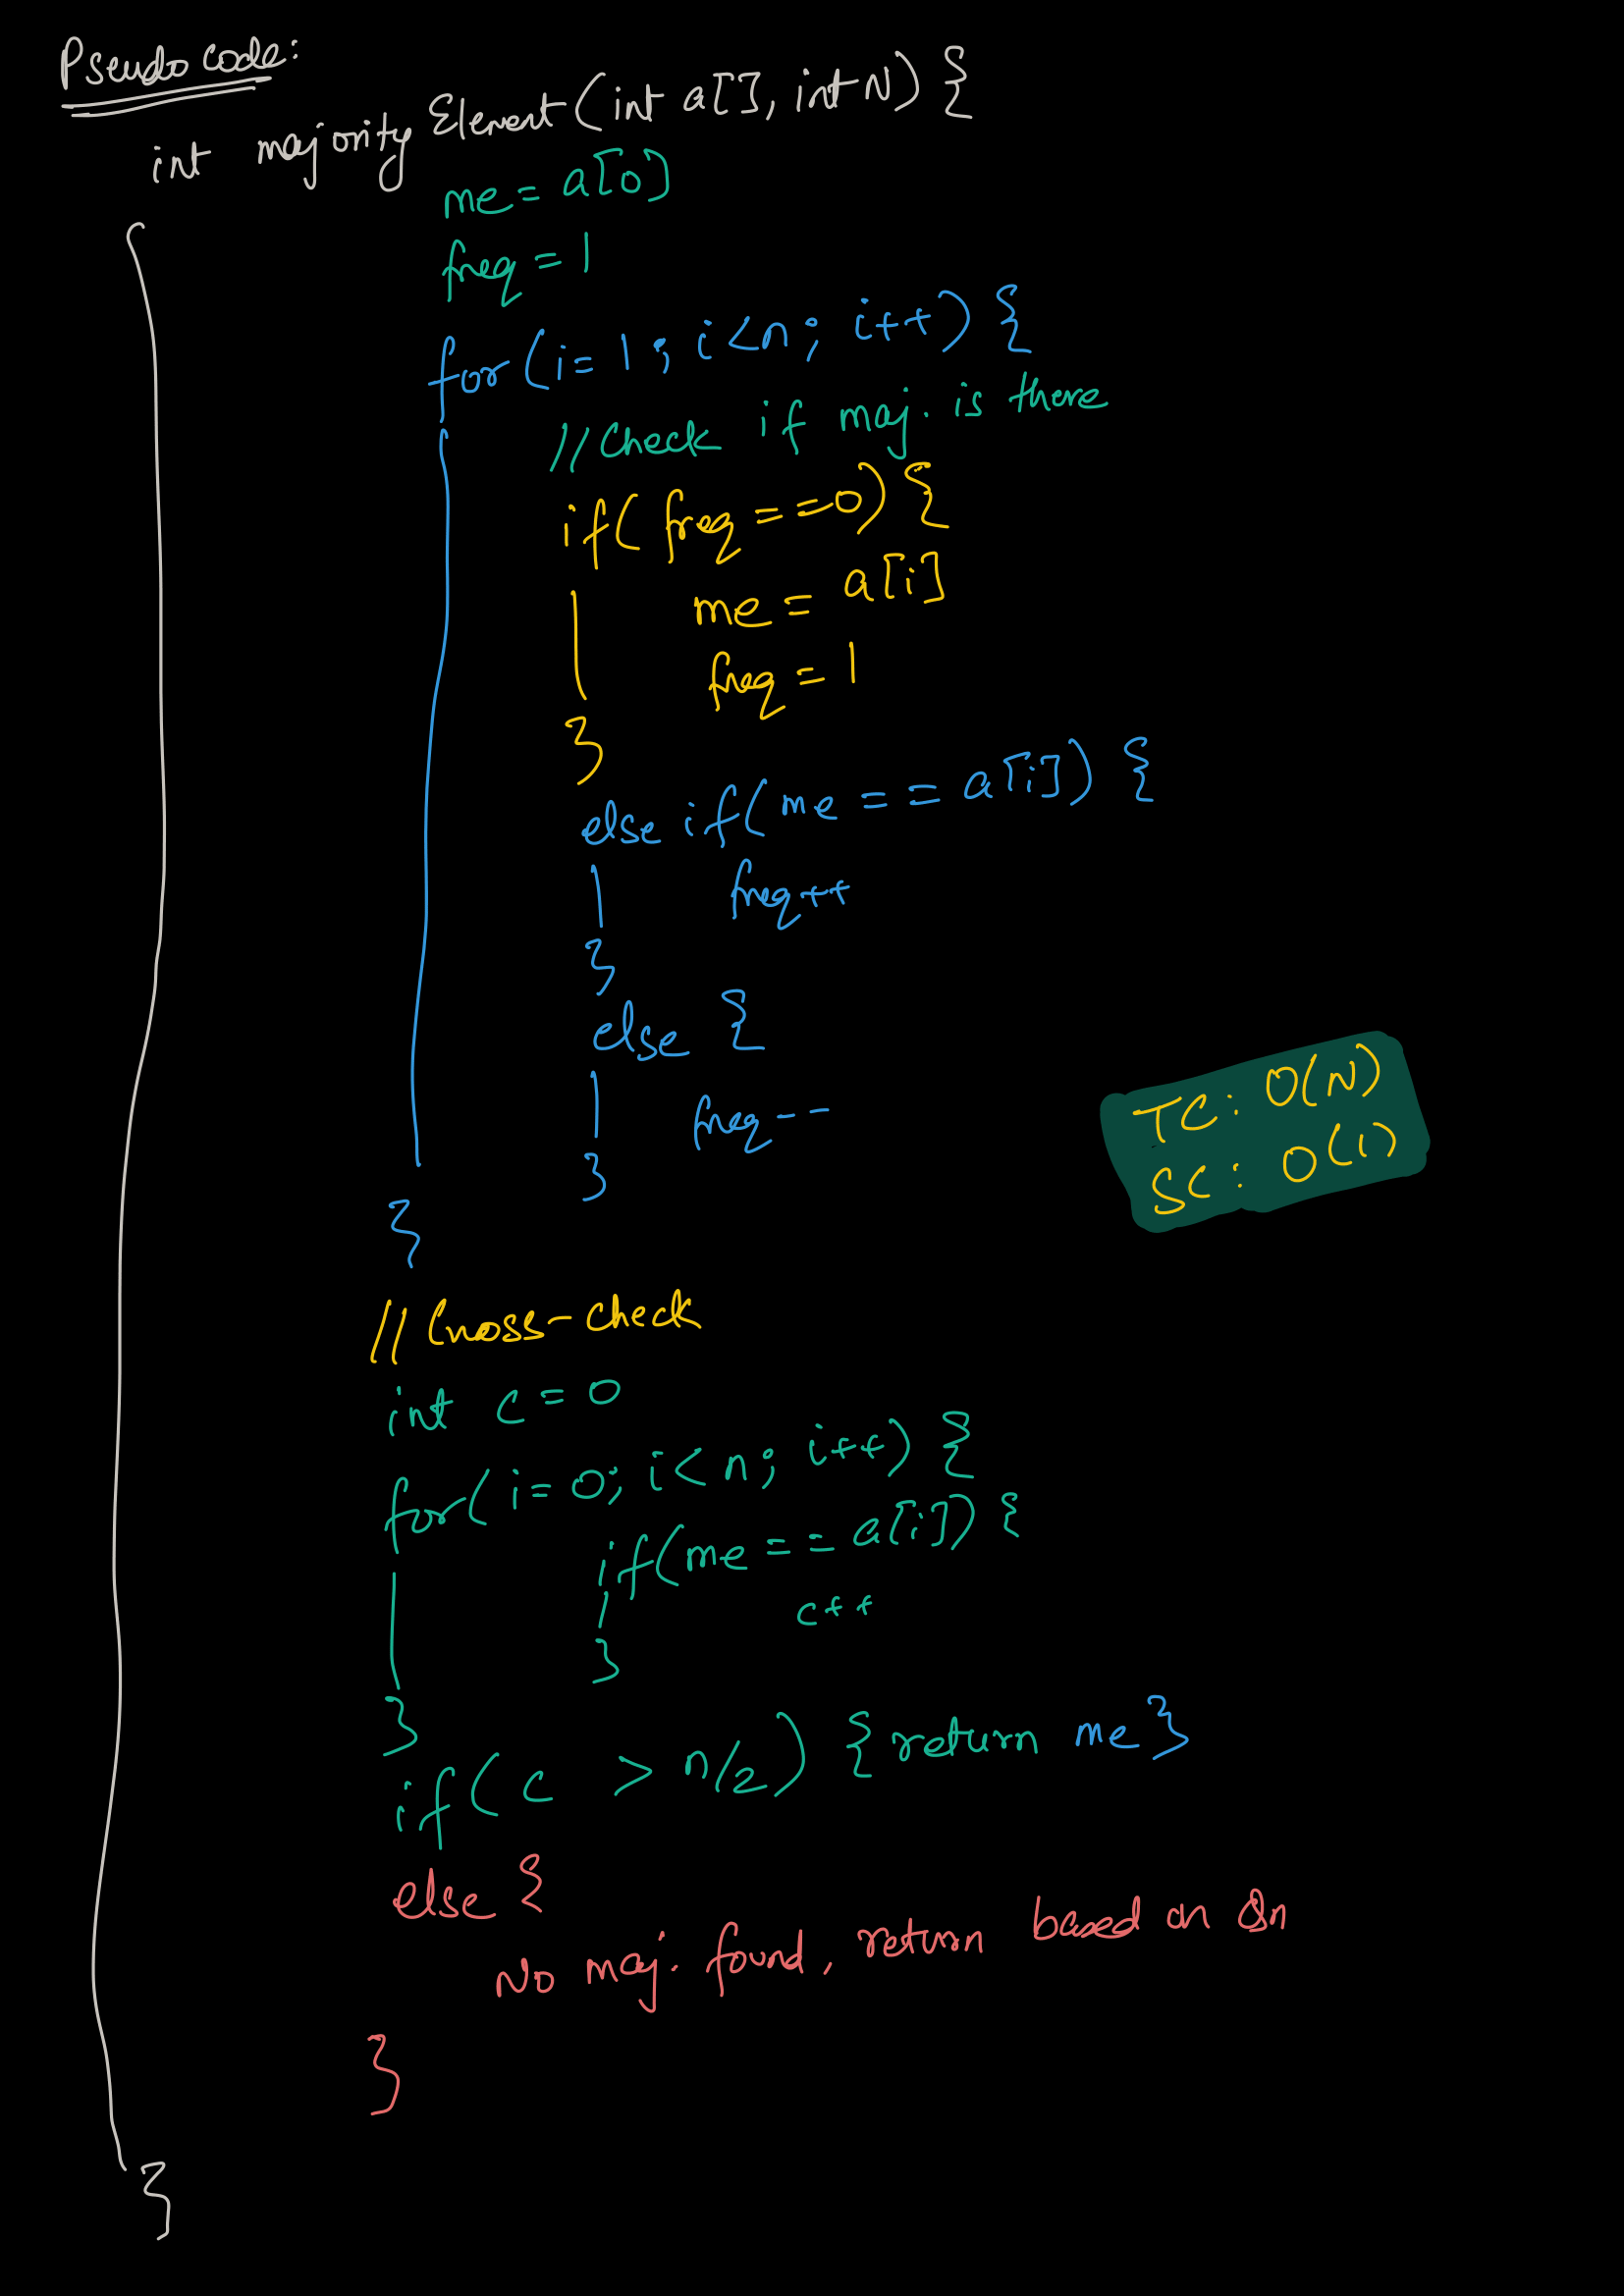 Pseudo code:
int majority Element(int a[], int N) {
me = a[0]
freq = 1
for(i=1; i<n; i++) {
//Check if maj. is there
if(freq ==0) {
me = a[i]
freq = 1
}
else if(me == a[i]) {
freq++
}
else {
freq--
}
}
TC: O(N)
SC: O(1)
//Cross-check
int c=0
for(i=0; i<n; i++) {
if(me == a[i]) {
c++
}
}
if(c > n/2) {return me}
else {
No maj. found, return based on Qn
}
}